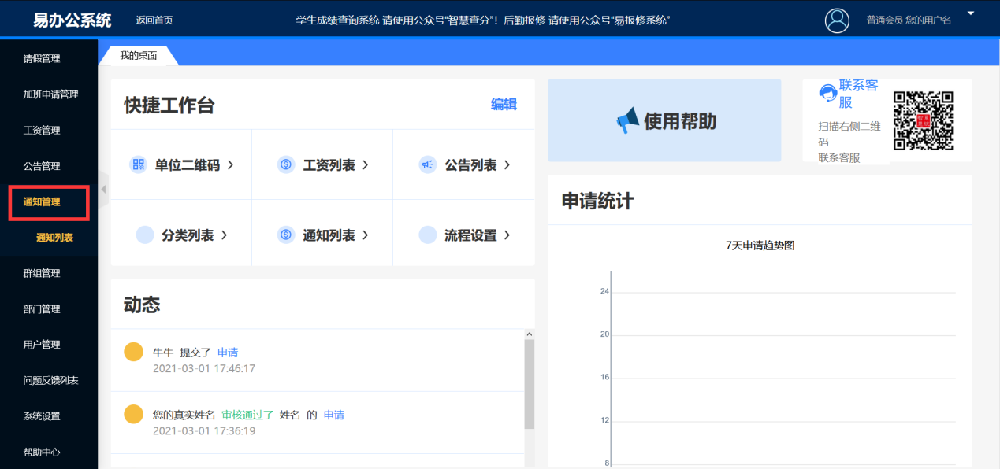 易办公系统
返回首页
学生成绩查询系统 请使用公众号"智慧查分"！后勤报修 请使用公众号"易报修系统"
普通会员 您的用户名
请假管理
加班申请管理
工资管理
公告管理
通知管理
通知列表
群组管理
部门管理
用户管理
问题反馈列表
系统设置
帮助中心
我的桌面
快捷工作台
编辑
单位二维码
工资列表
公告列表
分类列表
通知列表
流程设置
动态
牛牛 提交了 申请
2021-03-01 17:46:17
您的真实姓名 审核通过了 姓名 的 申请
2021-03-01 17:36:19
使用帮助
联系客
服
扫描右侧二维
码
联系客服
申请统计
7天申请趋势图
24
20
16
12
8